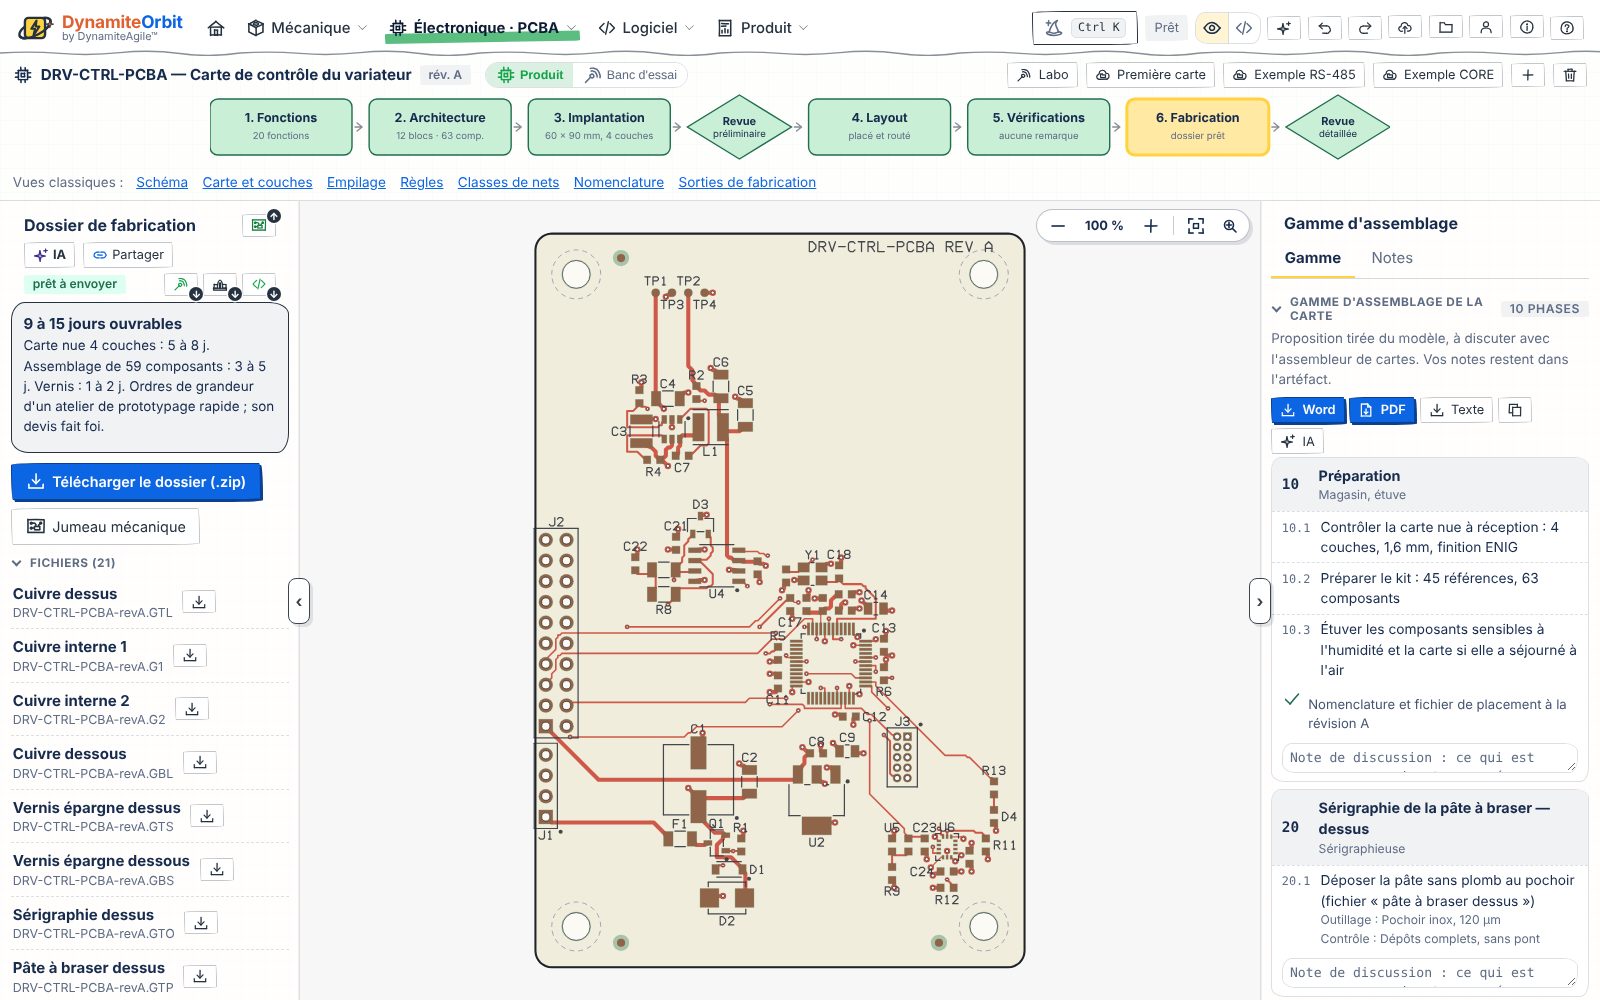 DynamiteOrbit
by DynamiteAgile™
Mécanique
Électronique · PCBA
Logiciel
Produit
Ctrl K
Prêt
DRV-CTRL-PCBA — Carte de contrôle du variateur
rév. A
Produit
Banc d'essai
Labo
Première carte
Exemple RS-485
Exemple CORE
1. Fonctions
20 fonctions
2. Architecture
12 blocs · 63 comp.
3. Implantation
60 × 90 mm, 4 couches
Revue
préliminaire
4. Layout
placé et routé
5. Vérifications
aucune remarque
6. Fabrication
dossier prêt
Revue
détaillée
Vues classiques :
Schéma
Carte et couches
Empilage
Règles
Classes de nets
Nomenclature
Sorties de fabrication
Dossier de fabrication
IA
Partager
prêt à envoyer
9 à 15 jours ouvrables
Carte nue 4 couches : 5 à 8 j.
Assemblage de 59 composants : 3 à 5
j. Vernis : 1 à 2 j. Ordres de grandeur
d'un atelier de prototypage rapide ; son
devis fait foi.
Télécharger le dossier (.zip)
Jumeau mécanique
FICHIERS (21)
Cuivre dessus
DRV-CTRL-PCBA-revA.GTL
Cuivre interne 1
DRV-CTRL-PCBA-revA.G1
Cuivre interne 2
DRV-CTRL-PCBA-revA.G2
Cuivre dessous
DRV-CTRL-PCBA-revA.GBL
Vernis épargne dessus
DRV-CTRL-PCBA-revA.GTS
Vernis épargne dessous
DRV-CTRL-PCBA-revA.GBS
Sérigraphie dessus
DRV-CTRL-PCBA-revA.GTO
Pâte à braser dessus
DRV-CTRL-PCBA-revA.GTP
100 %
DRV-CTRL-PCBA REV A
TP1 TP2
TP3 TP4
C6
R3
C4
R2
C5
C3
L1
R4
C7
D3
J2
C21
C22
Y1
C18
U4
R8
C14
C17
R5
C13
C11
R6
C12
J3
C1
C8
C9
C2
R13
D4
J1
F1
Q1
R1
U2
U5
C23
U6
R11
D1
C24
R9
R12
D2
Gamme d'assemblage
Gamme
Notes
GAMME D'ASSEMBLAGE DE LA
CARTE
10 PHASES
Proposition tirée du modèle, à discuter avec
l'assembleur de cartes. Vos notes restent dans
l'artéfact.
Word
PDF
Texte
IA
10
Préparation
Magasin, étuve
10.1 Contrôler la carte nue à réception : 4
couches, 1,6 mm, finition ENIG
10.2 Préparer le kit : 45 références, 63
composants
10.3 Étuver les composants sensibles à
l'humidité et la carte si elle a séjourné à
l'air
Nomenclature et fichier de placement à la
révision A
Note de discussion : ce qui est
20
Sérigraphie de la pâte à braser —
dessus
Sérigraphieuse
20.1 Déposer la pâte sans plomb au pochoir
(fichier « pâte à braser dessus »)
Outillage : Pochoir inox, 120 µm
Contrôle : Dépôts complets, sans pont
Note de discussion : ce qui est